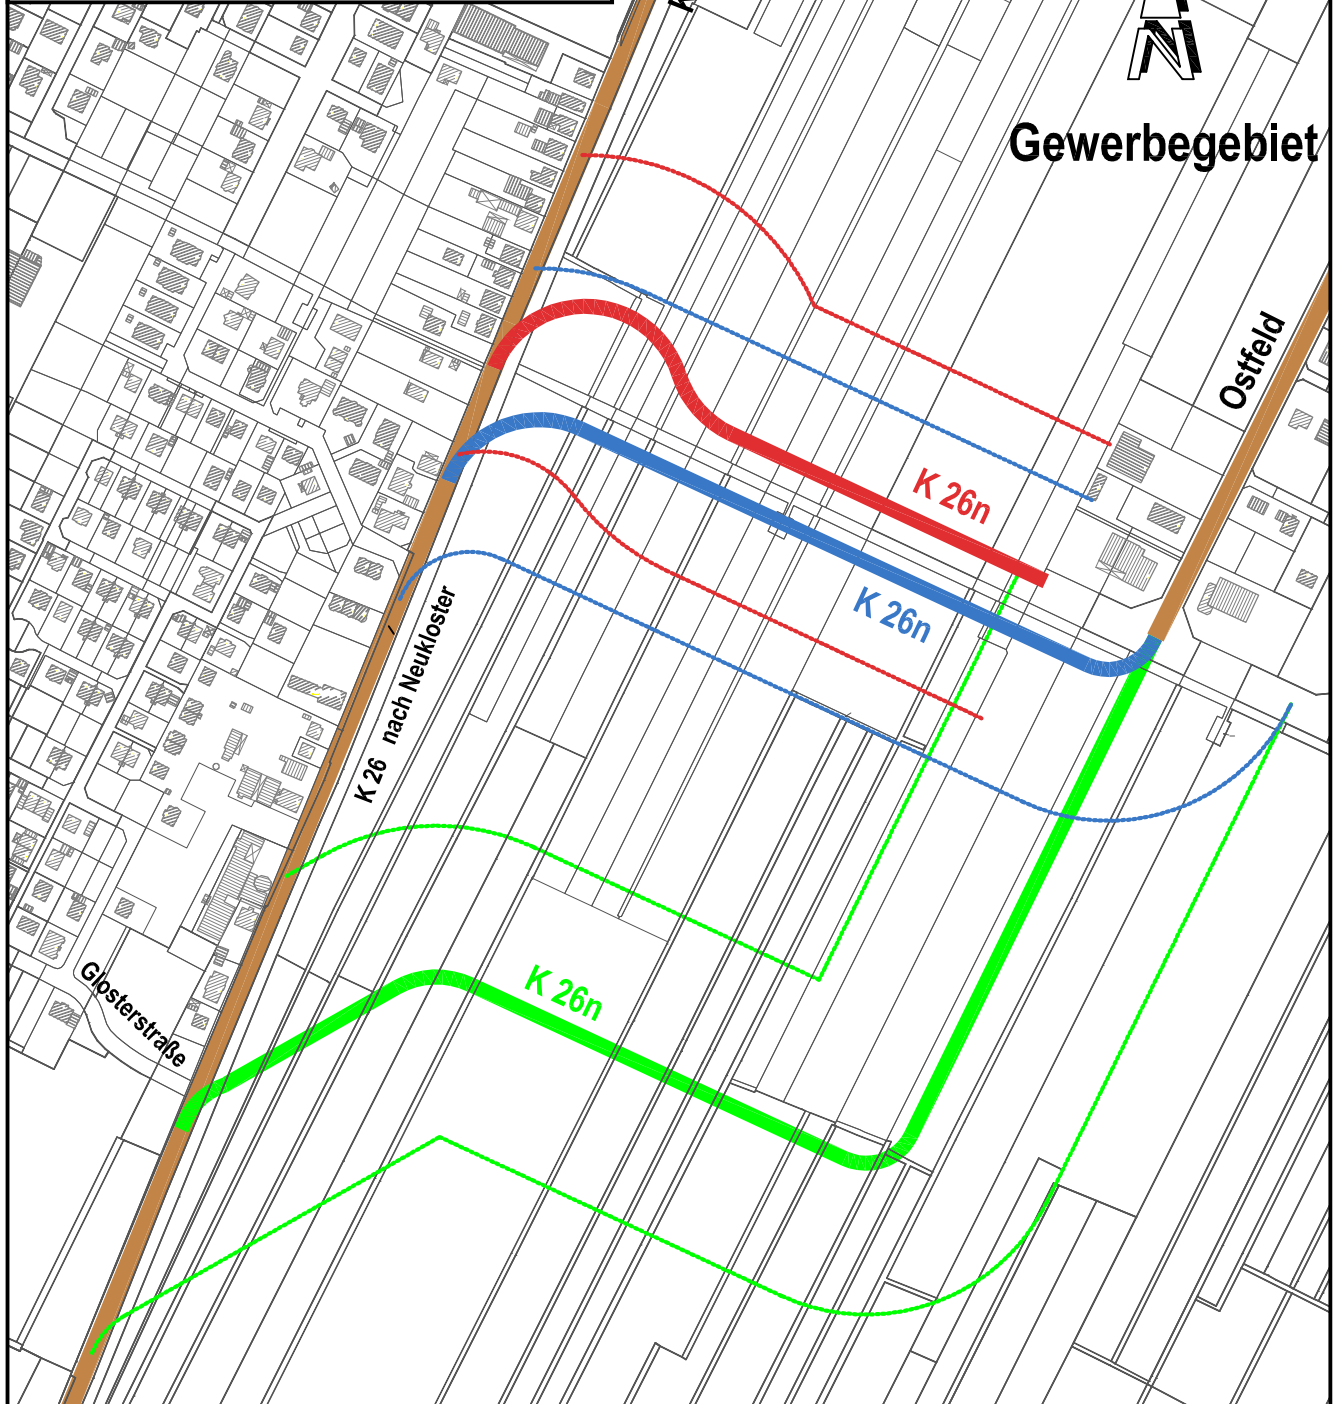 N
Gewerbegebiet
Ostfeld
K 26n
K 26n
K 26 nach Neukloster
K 26n
Glosterstraße